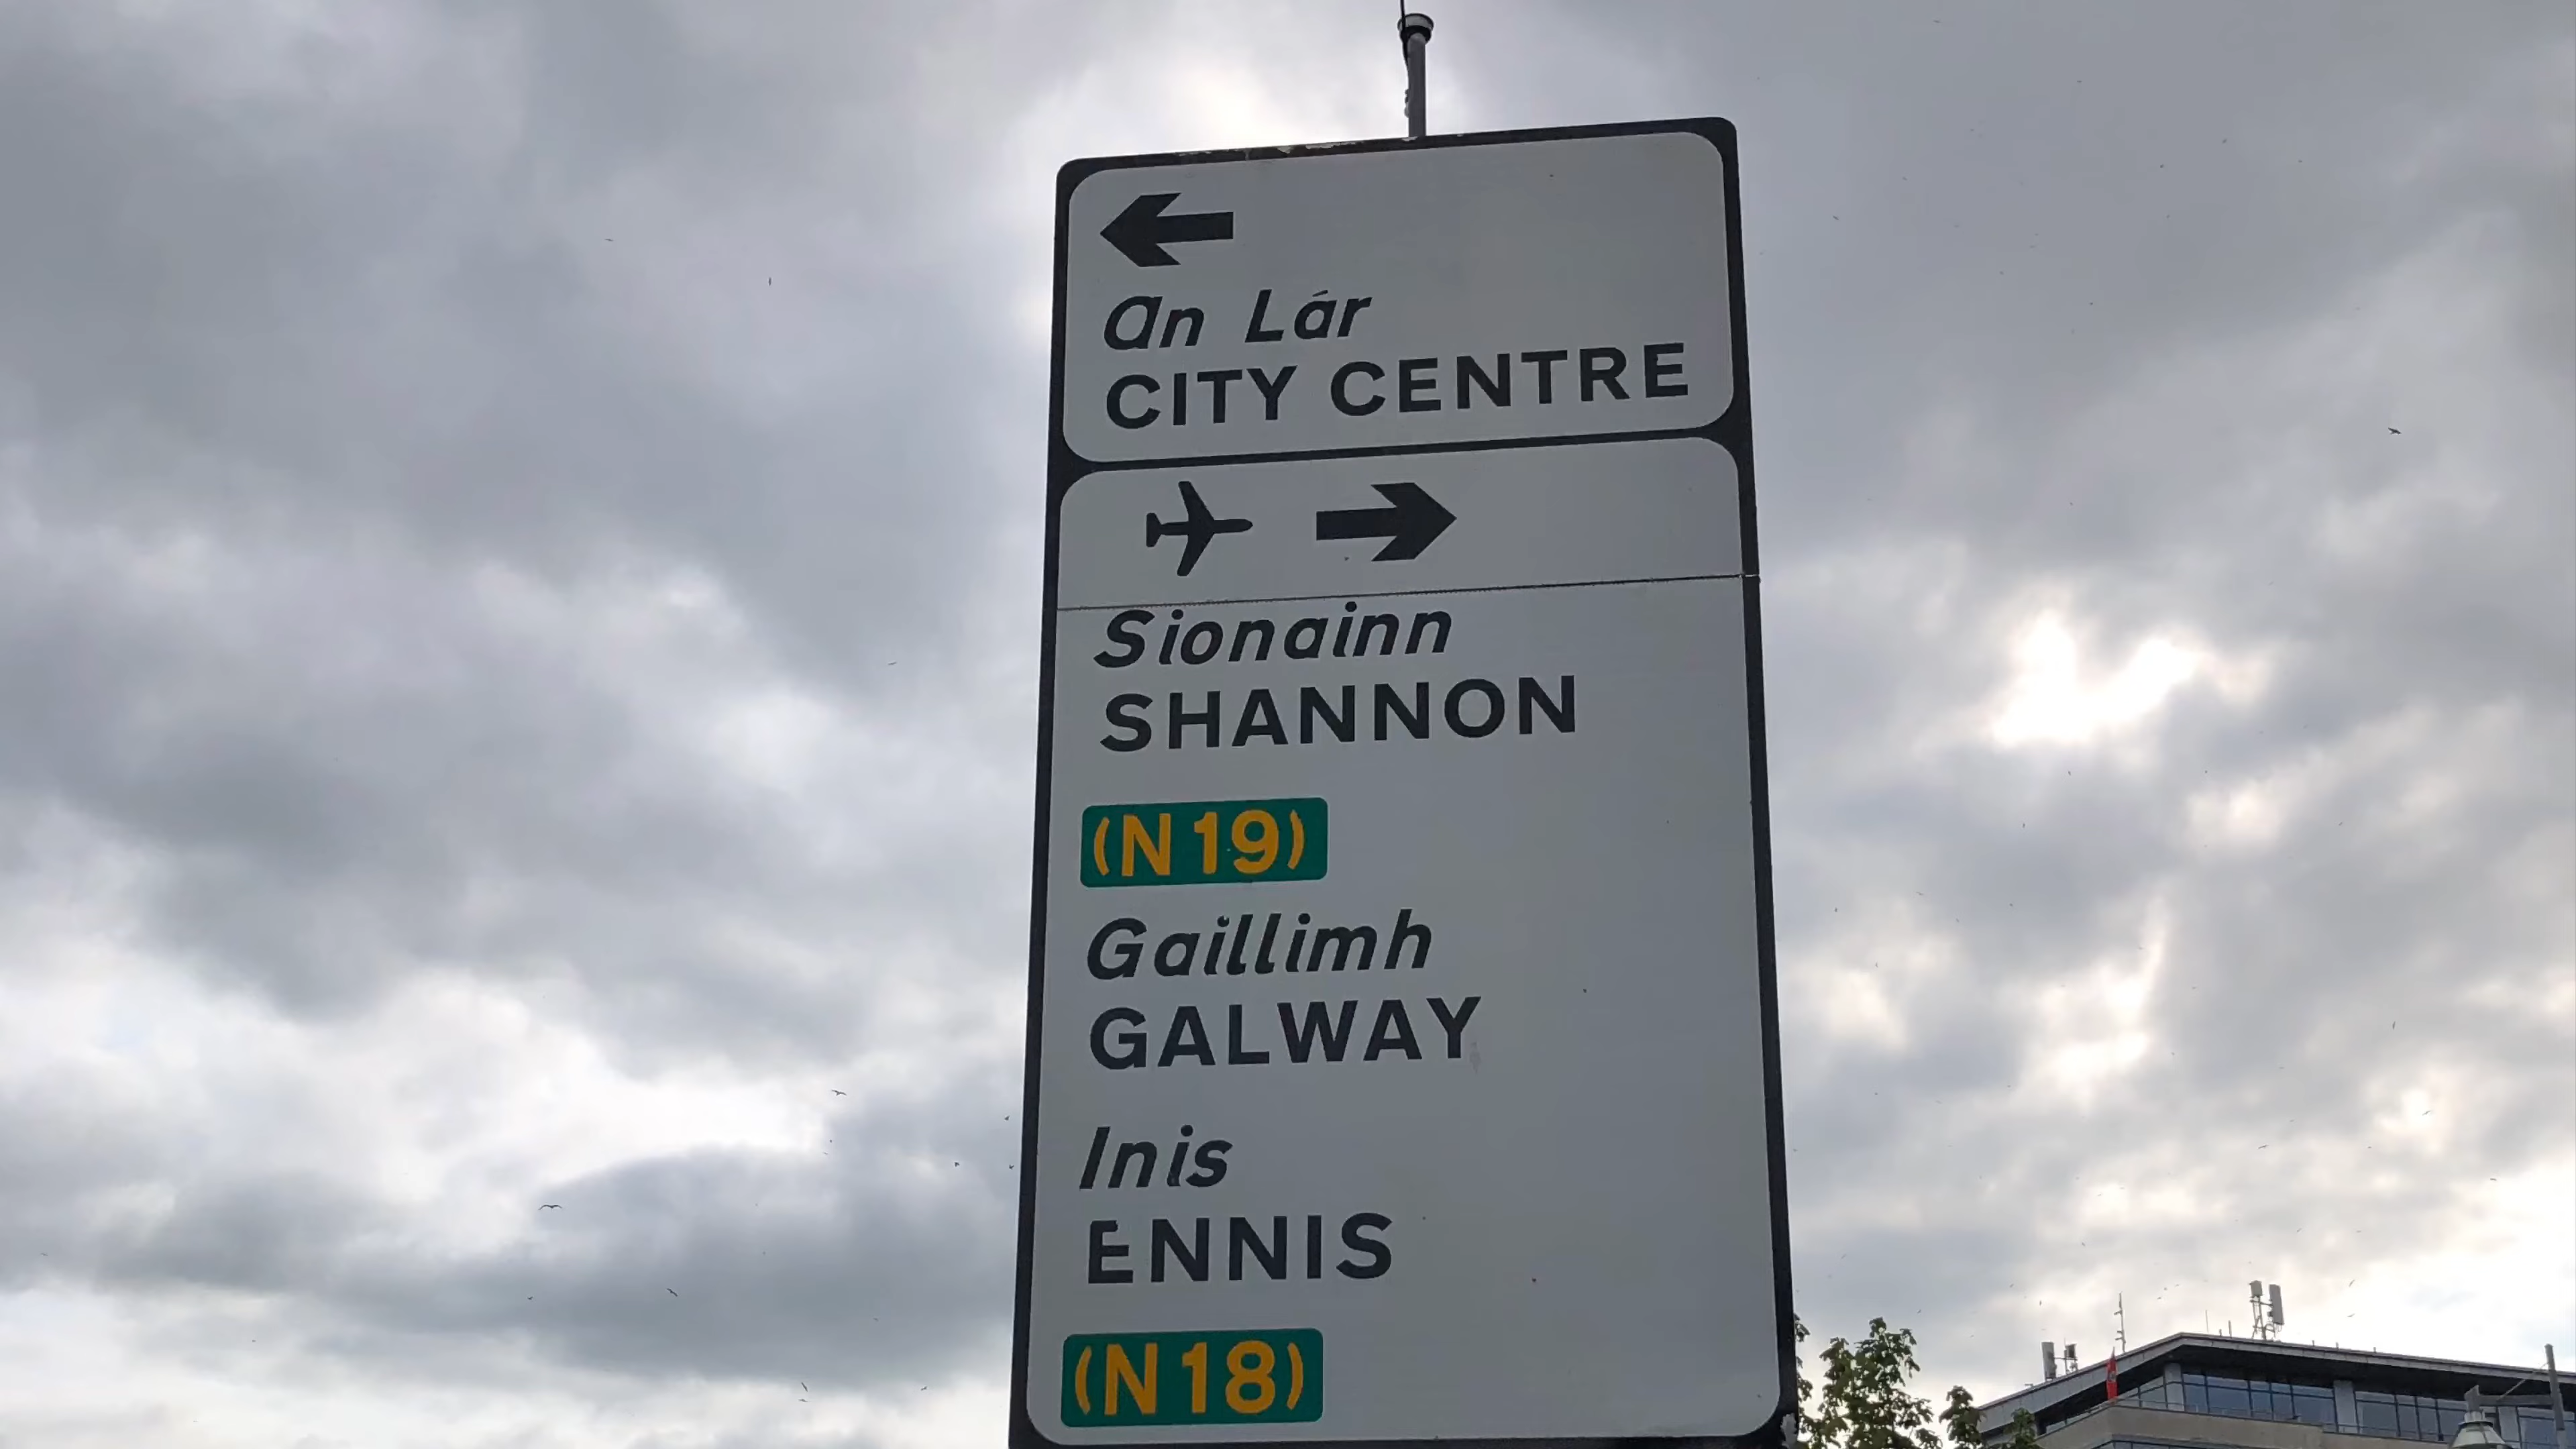 An Lár
CITY CENTRE
Sionainn
SHANNON
(N19)
Gaillimh
GALWAY
Inis
ENNIS
(N18)